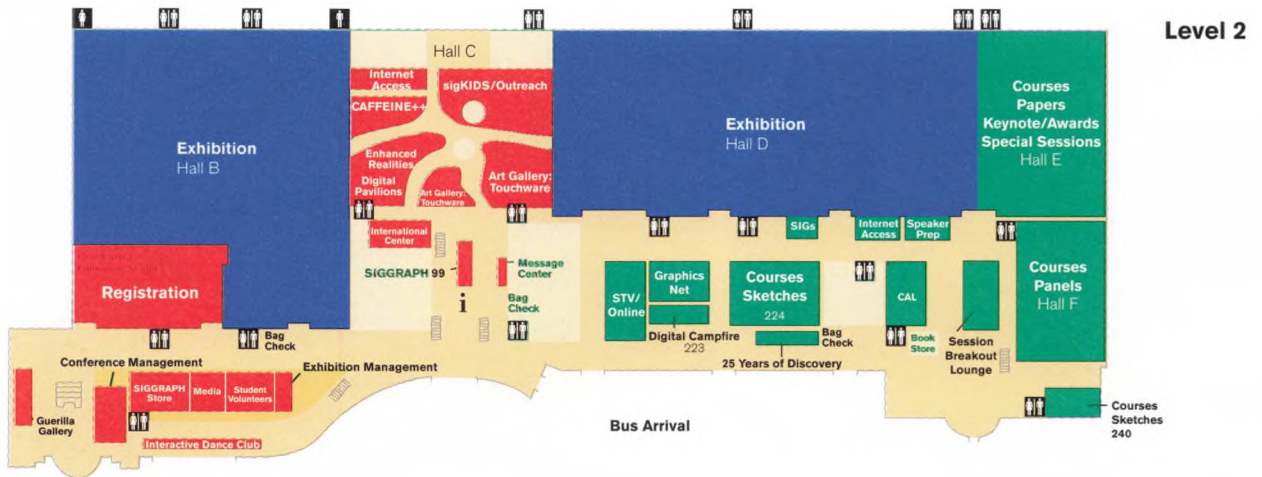 Level 2
Hall C
Internet
Access
sigKIDS/Outreach
CAFFEINE++
Enhanced
Realities
Digital
Pavilions
Art Gallery:
Touchware
Art Gallery:
Touchware
Exhibition
Hall B
Exhibition
Hall D
Courses
Papers
Keynote/Awards
Special Sessions
Hall E
International
Center
SIGGRAPH 99
Message
Center
i
Bag
Check
SIGs
Internet
Access
Speaker
Prep
Registration
STV/
Online
Graphics
Net
Courses
Sketches
224
CAL
Courses
Panels
Hall F
Digital Campfire
223
25 Years of Discovery
Bag
Check
Book
Store
Session
Breakout
Lounge
Bag
Check
Conference Management
Exhibition Management
SIGGRAPH
Store
Media
Student
Volunteers
Guerilla
Gallery
Interactive Dance Club
Bus Arrival
Courses
Sketches
240